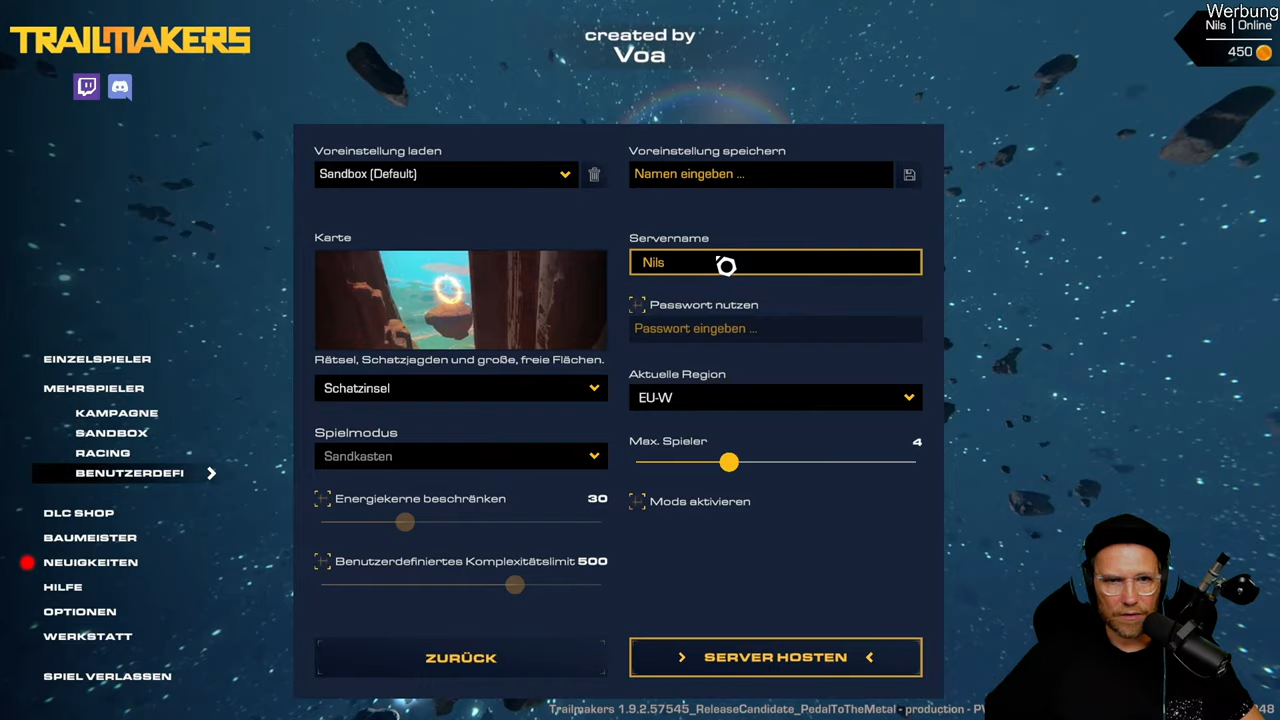 Werbung
TRAILMAKERS
created by
Voa
Nils | Online
450
Voreinstellung laden
Sandbox (Default)
Voreinstellung speichern
Namen eingeben ...
Karte
Rätsel, Schatzjagden und große, freie Flächen.
Schatzinsel
Spielmodus
Sandkasten
Energiekerne beschränken 30
Benutzerdefiniertes Komplexitätslimit 500
Servername
Nils
Passwort nutzen
Passwort eingeben ...
Aktuelle Region
EU-W
Max. Spieler 4
Mods aktivieren
ZURÜCK
SERVER HOSTEN
EINZELSPIELER
MEHRSPIELER
KAMPAGNE
SANDBOX
RACING
BENUTZERDEFI
DLC SHOP
BAUMEISTER
NEUIGKEITEN
HILFE
OPTIONEN
WERKSTATT
SPIEL VERLASSEN
Trailmakers 1.9.2.57545_ReleaseCandidate_PedalToTheMetal - production -